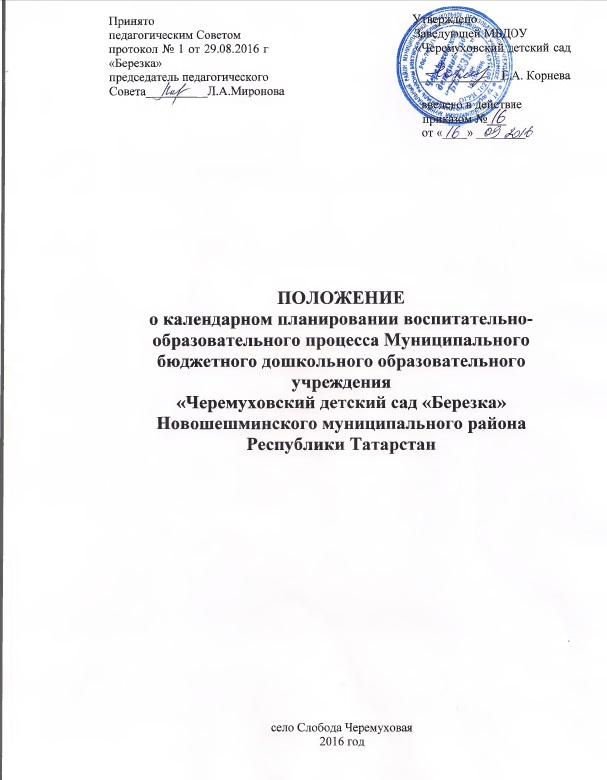 Принято
педагогическим Советом
протокол № 1 от 29.08.2016 г
«Березка»
председатель педагогического
Совета Л.А.Миронова
Утверждено
Заведующей МБДОУ
«Черемуховский детский сад
Е.А. Корнева
введено в действие
приказом № 16
от «16» 09 2016
ПОЛОЖЕНИЕ
о календарном планировании воспитательно-
образовательного процесса Муниципального
бюджетного дошкольного образовательного
учреждения
«Черемуховский детский сад «Березка»
Новошешминского муниципального района
Республики Татарстан
село Слобода Черемуховая
2016 год